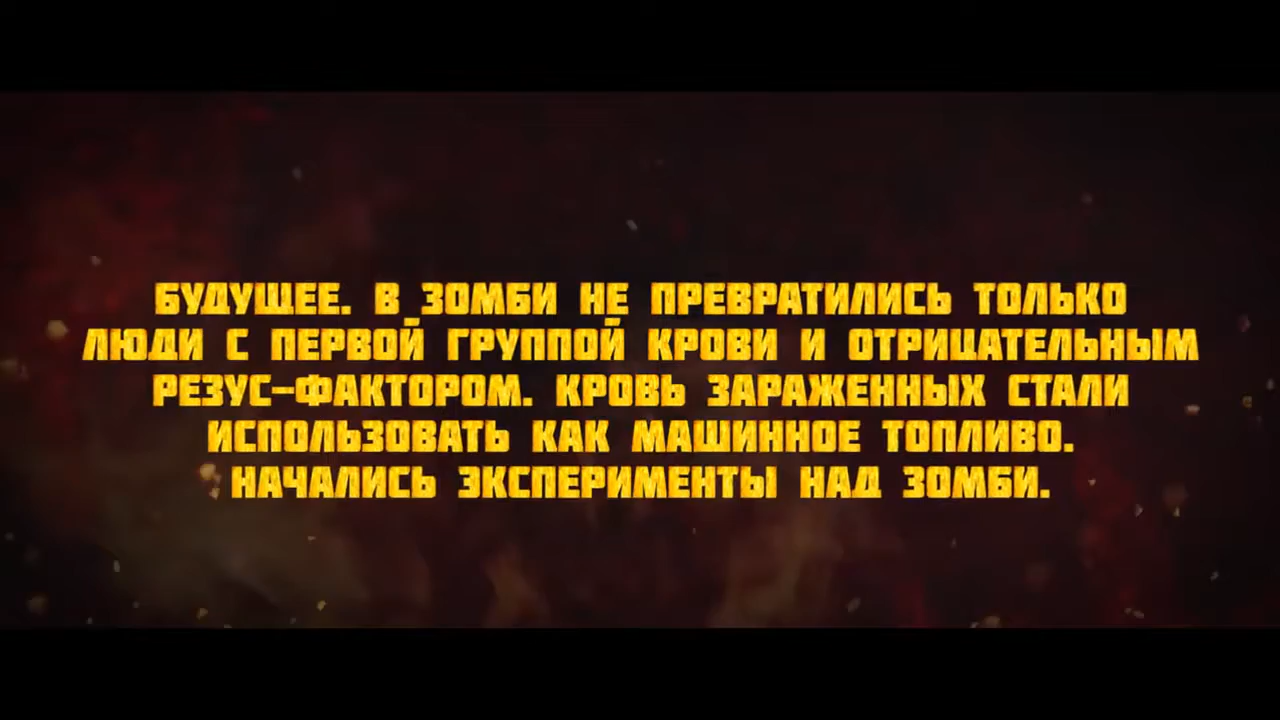 БУДУЩЕЕ. В ЗОМБИ НЕ ПРЕВРАТИЛИСЬ ТОЛЬКО
ЛЮДИ С ПЕРВОЙ ГРУППОЙ КРОВИ И ОТРИЦАТЕЛЬНЫМ
РЕЗУС-ФАКТОРОМ. КРОВЬ ЗАРАЖЕННЫХ СТАЛИ
ИСПОЛЬЗОВАТЬ КАК МАШИННОЕ ТОПЛИВО.
НАЧАЛИСЬ ЭКСПЕРИМЕНТЫ НАД ЗОМБИ.